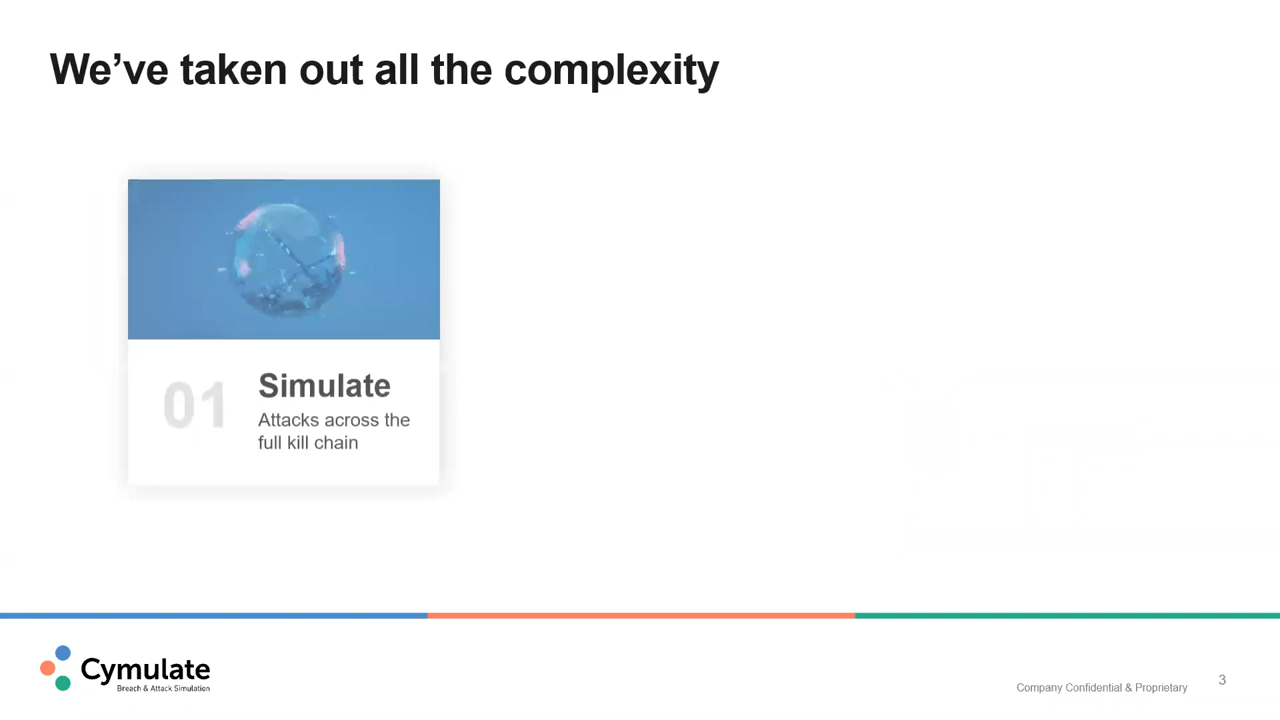 We’ve taken out all the complexity
01
Simulate
Attacks across the
full kill chain
Cymulate
Breach & Attack Simulation
Company Confidential & Proprietary
3